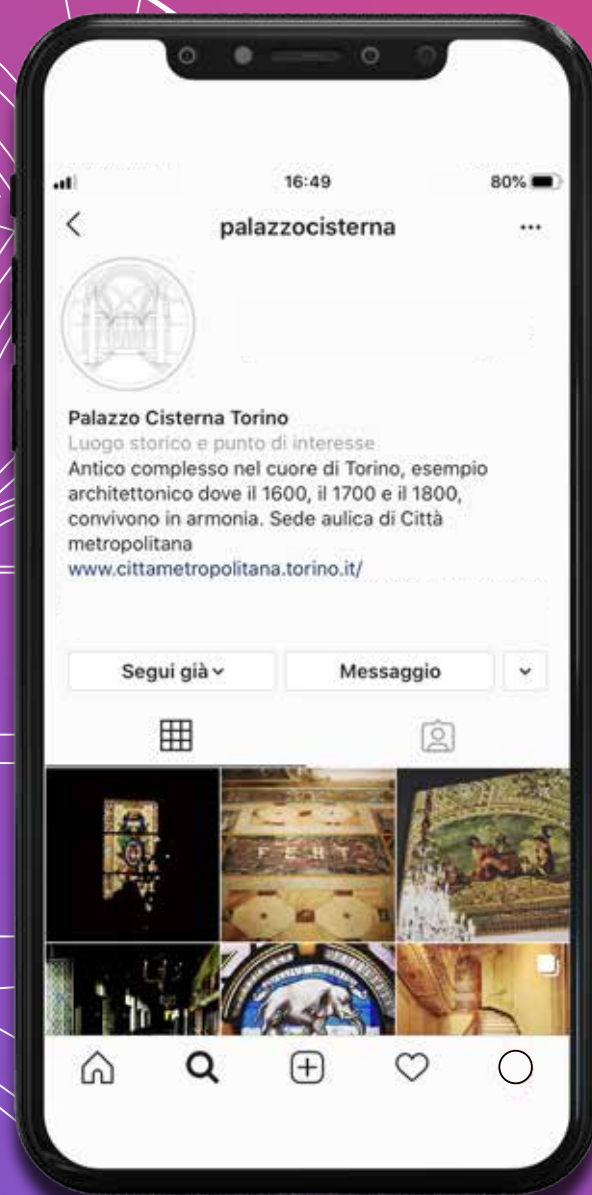 16:49
80%
palazzocisterna
Palazzo Cisterna Torino
Luogo storico e punto di interesse
Antico complesso nel cuore di Torino, esempio
architettonico dove il 1600, il 1700 e il 1800,
convivono in armonia. Sede aulica di Città
metropolitana
www.cittametropolitana.torino.it/
Segui già
Messaggio
FERT